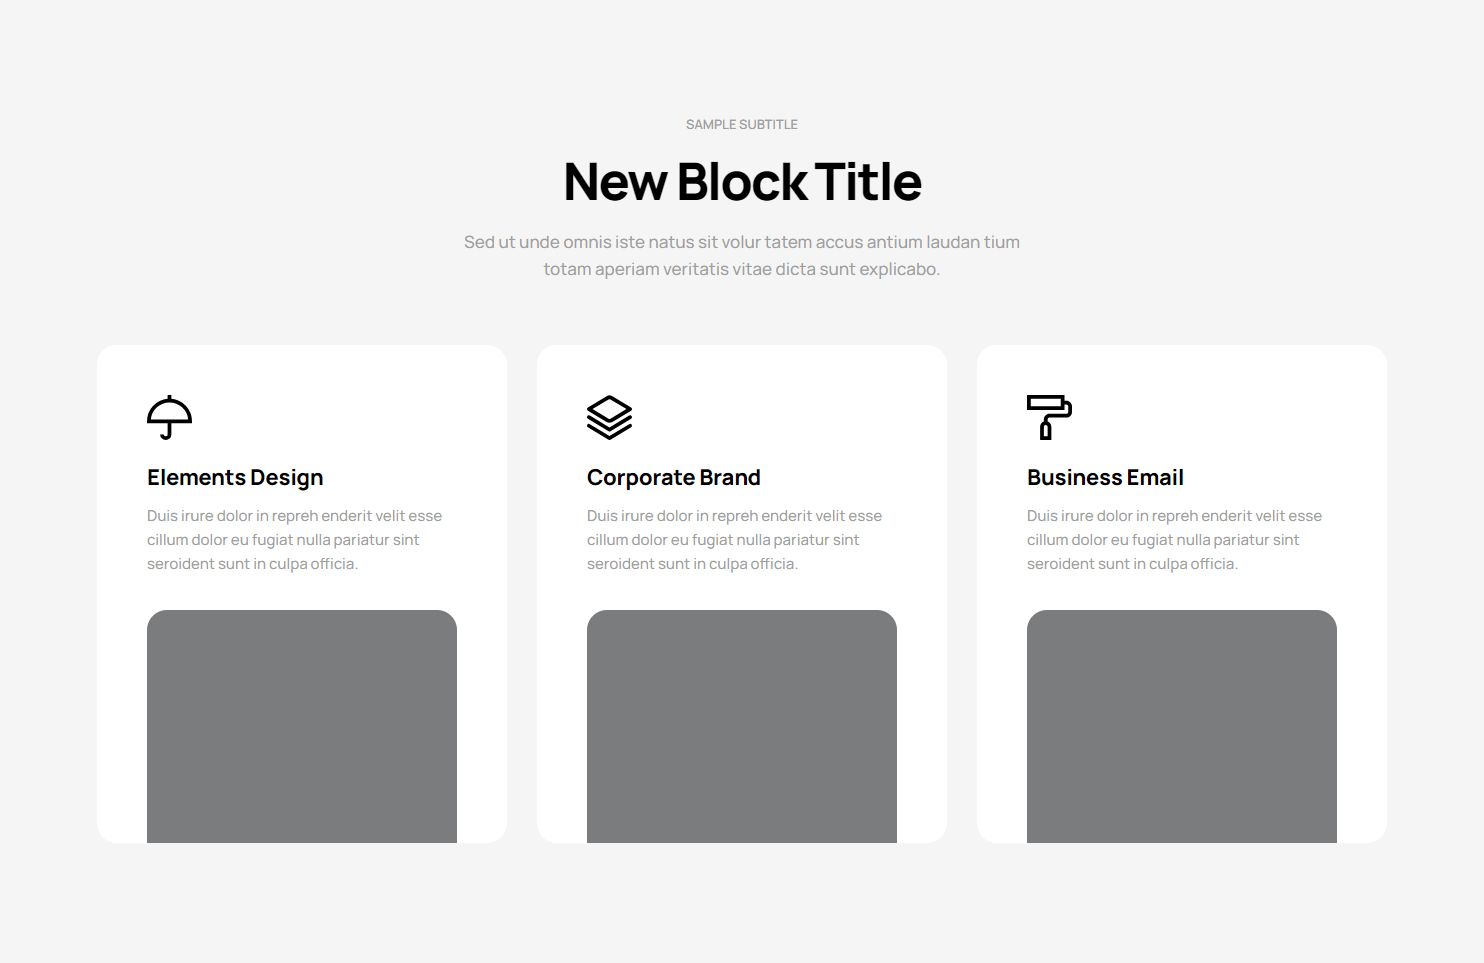 SAMPLE SUBTITLE
New Block Title
Sed ut unde omnis iste natus sit volur tatem accus antium laudan tium
totam aperiam veritatis vitae dicta sunt explicabo.
Elements Design
Duis irure dolor in repreh enderit velit esse
cillum dolor eu fugiat nulla pariatur sint
seroident sunt in culpa officia.
Corporate Brand
Duis irure dolor in repreh enderit velit esse
cillum dolor eu fugiat nulla pariatur sint
seroident sunt in culpa officia.
Business Email
Duis irure dolor in repreh enderit velit esse
cillum dolor eu fugiat nulla pariatur sint
seroident sunt in culpa officia.